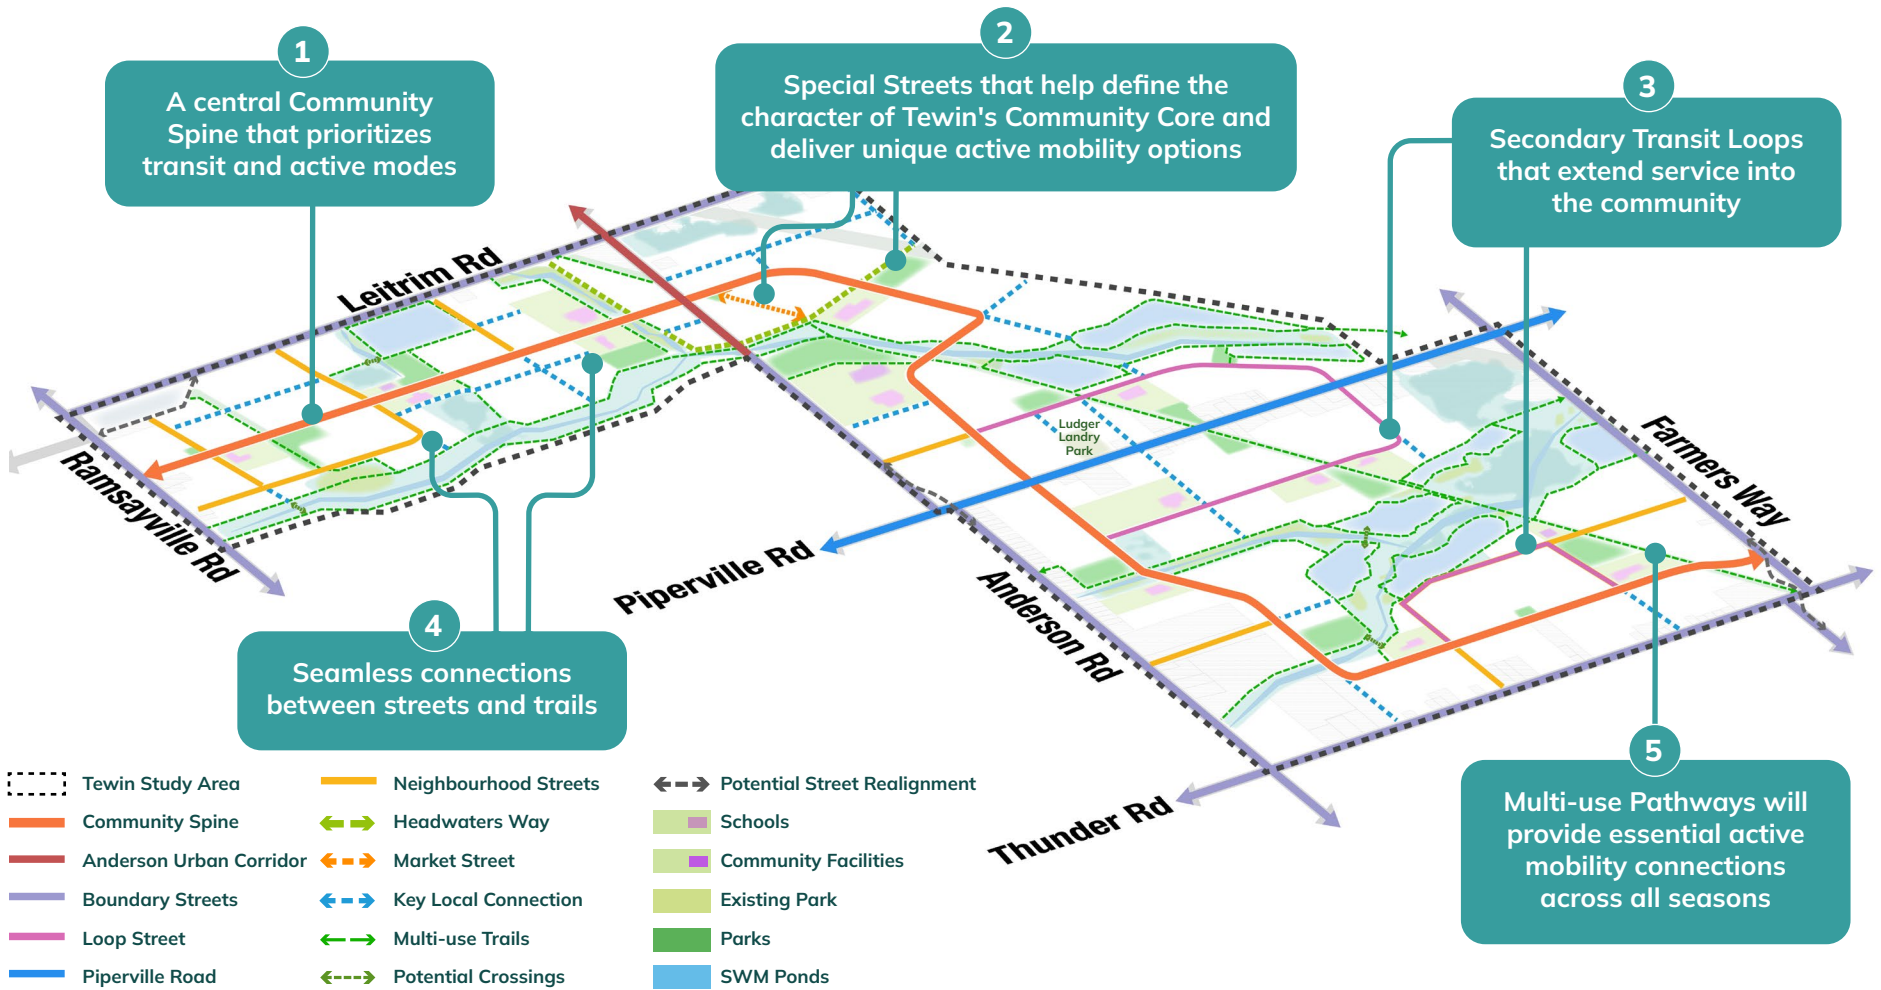 1
A central Community
Spine that prioritizes
transit and active modes
2
Special Streets that help define the
character of Tewin's Community Core and
deliver unique active mobility options
3
Secondary Transit Loops
that extend service into
the community
Leitrim Rd
Ramsayville Rd
Ludger
Landry
Park
Farmers Way
Piperville Rd
Anderson Rd
Thunder Rd
4
Seamless connections
between streets and trails
5
Multi-use Pathways will
provide essential active
mobility connections
across all seasons
Tewin Study Area
Community Spine
Anderson Urban Corridor
Boundary Streets
Loop Street
Piperville Road
Neighbourhood Streets
Headwaters Way
Market Street
Key Local Connection
Multi-use Trails
Potential Crossings
Potential Street Realignment
Schools
Community Facilities
Existing Park
Parks
SWM Ponds